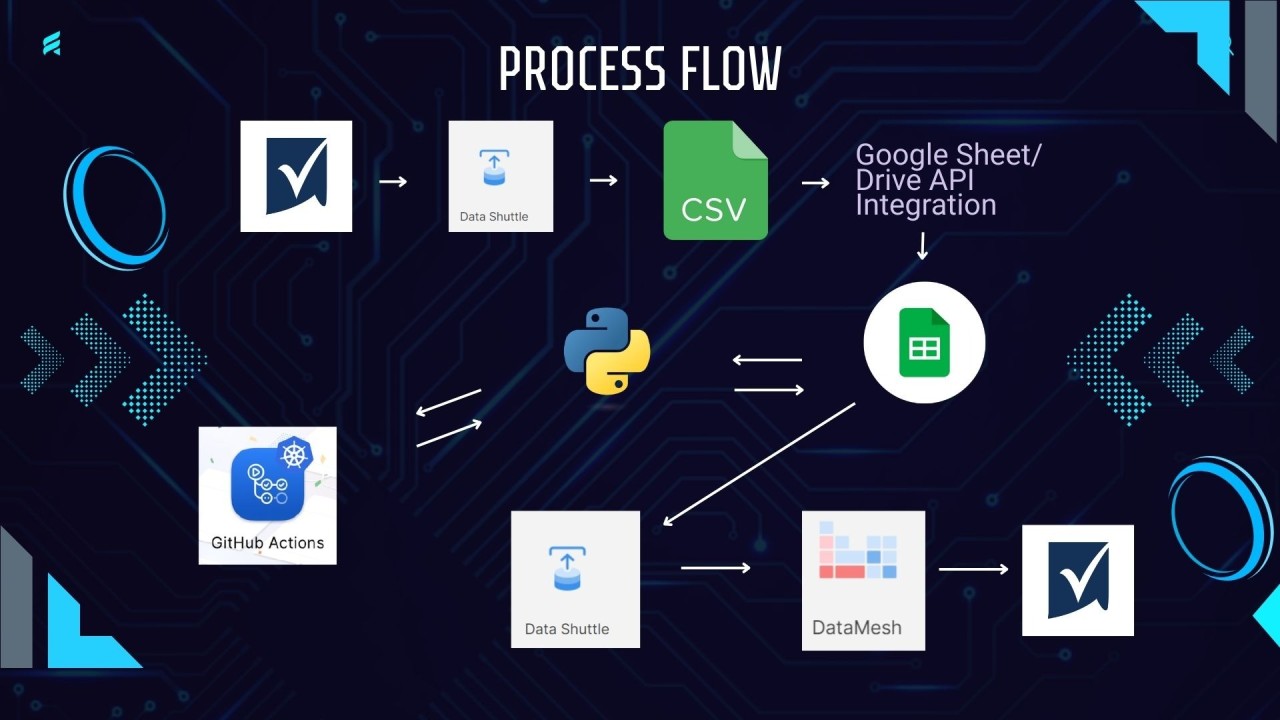 PROCESS FLOW
Data Shuttle
CSV
Google Sheet/
Drive API
Integration
GitHub Actions
Data Shuttle
DataMesh